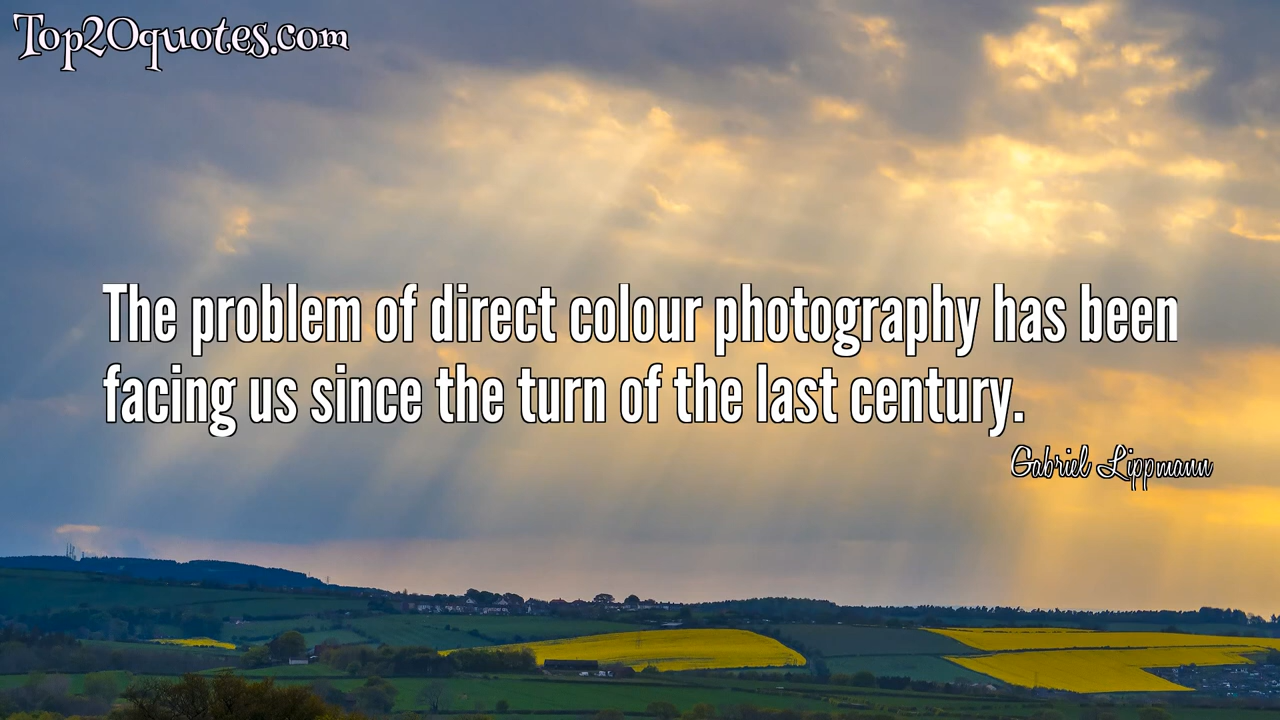 Top20quotes.com
The problem of direct colour photography has been
facing us since the turn of the last century.
Gabriel Lippmann